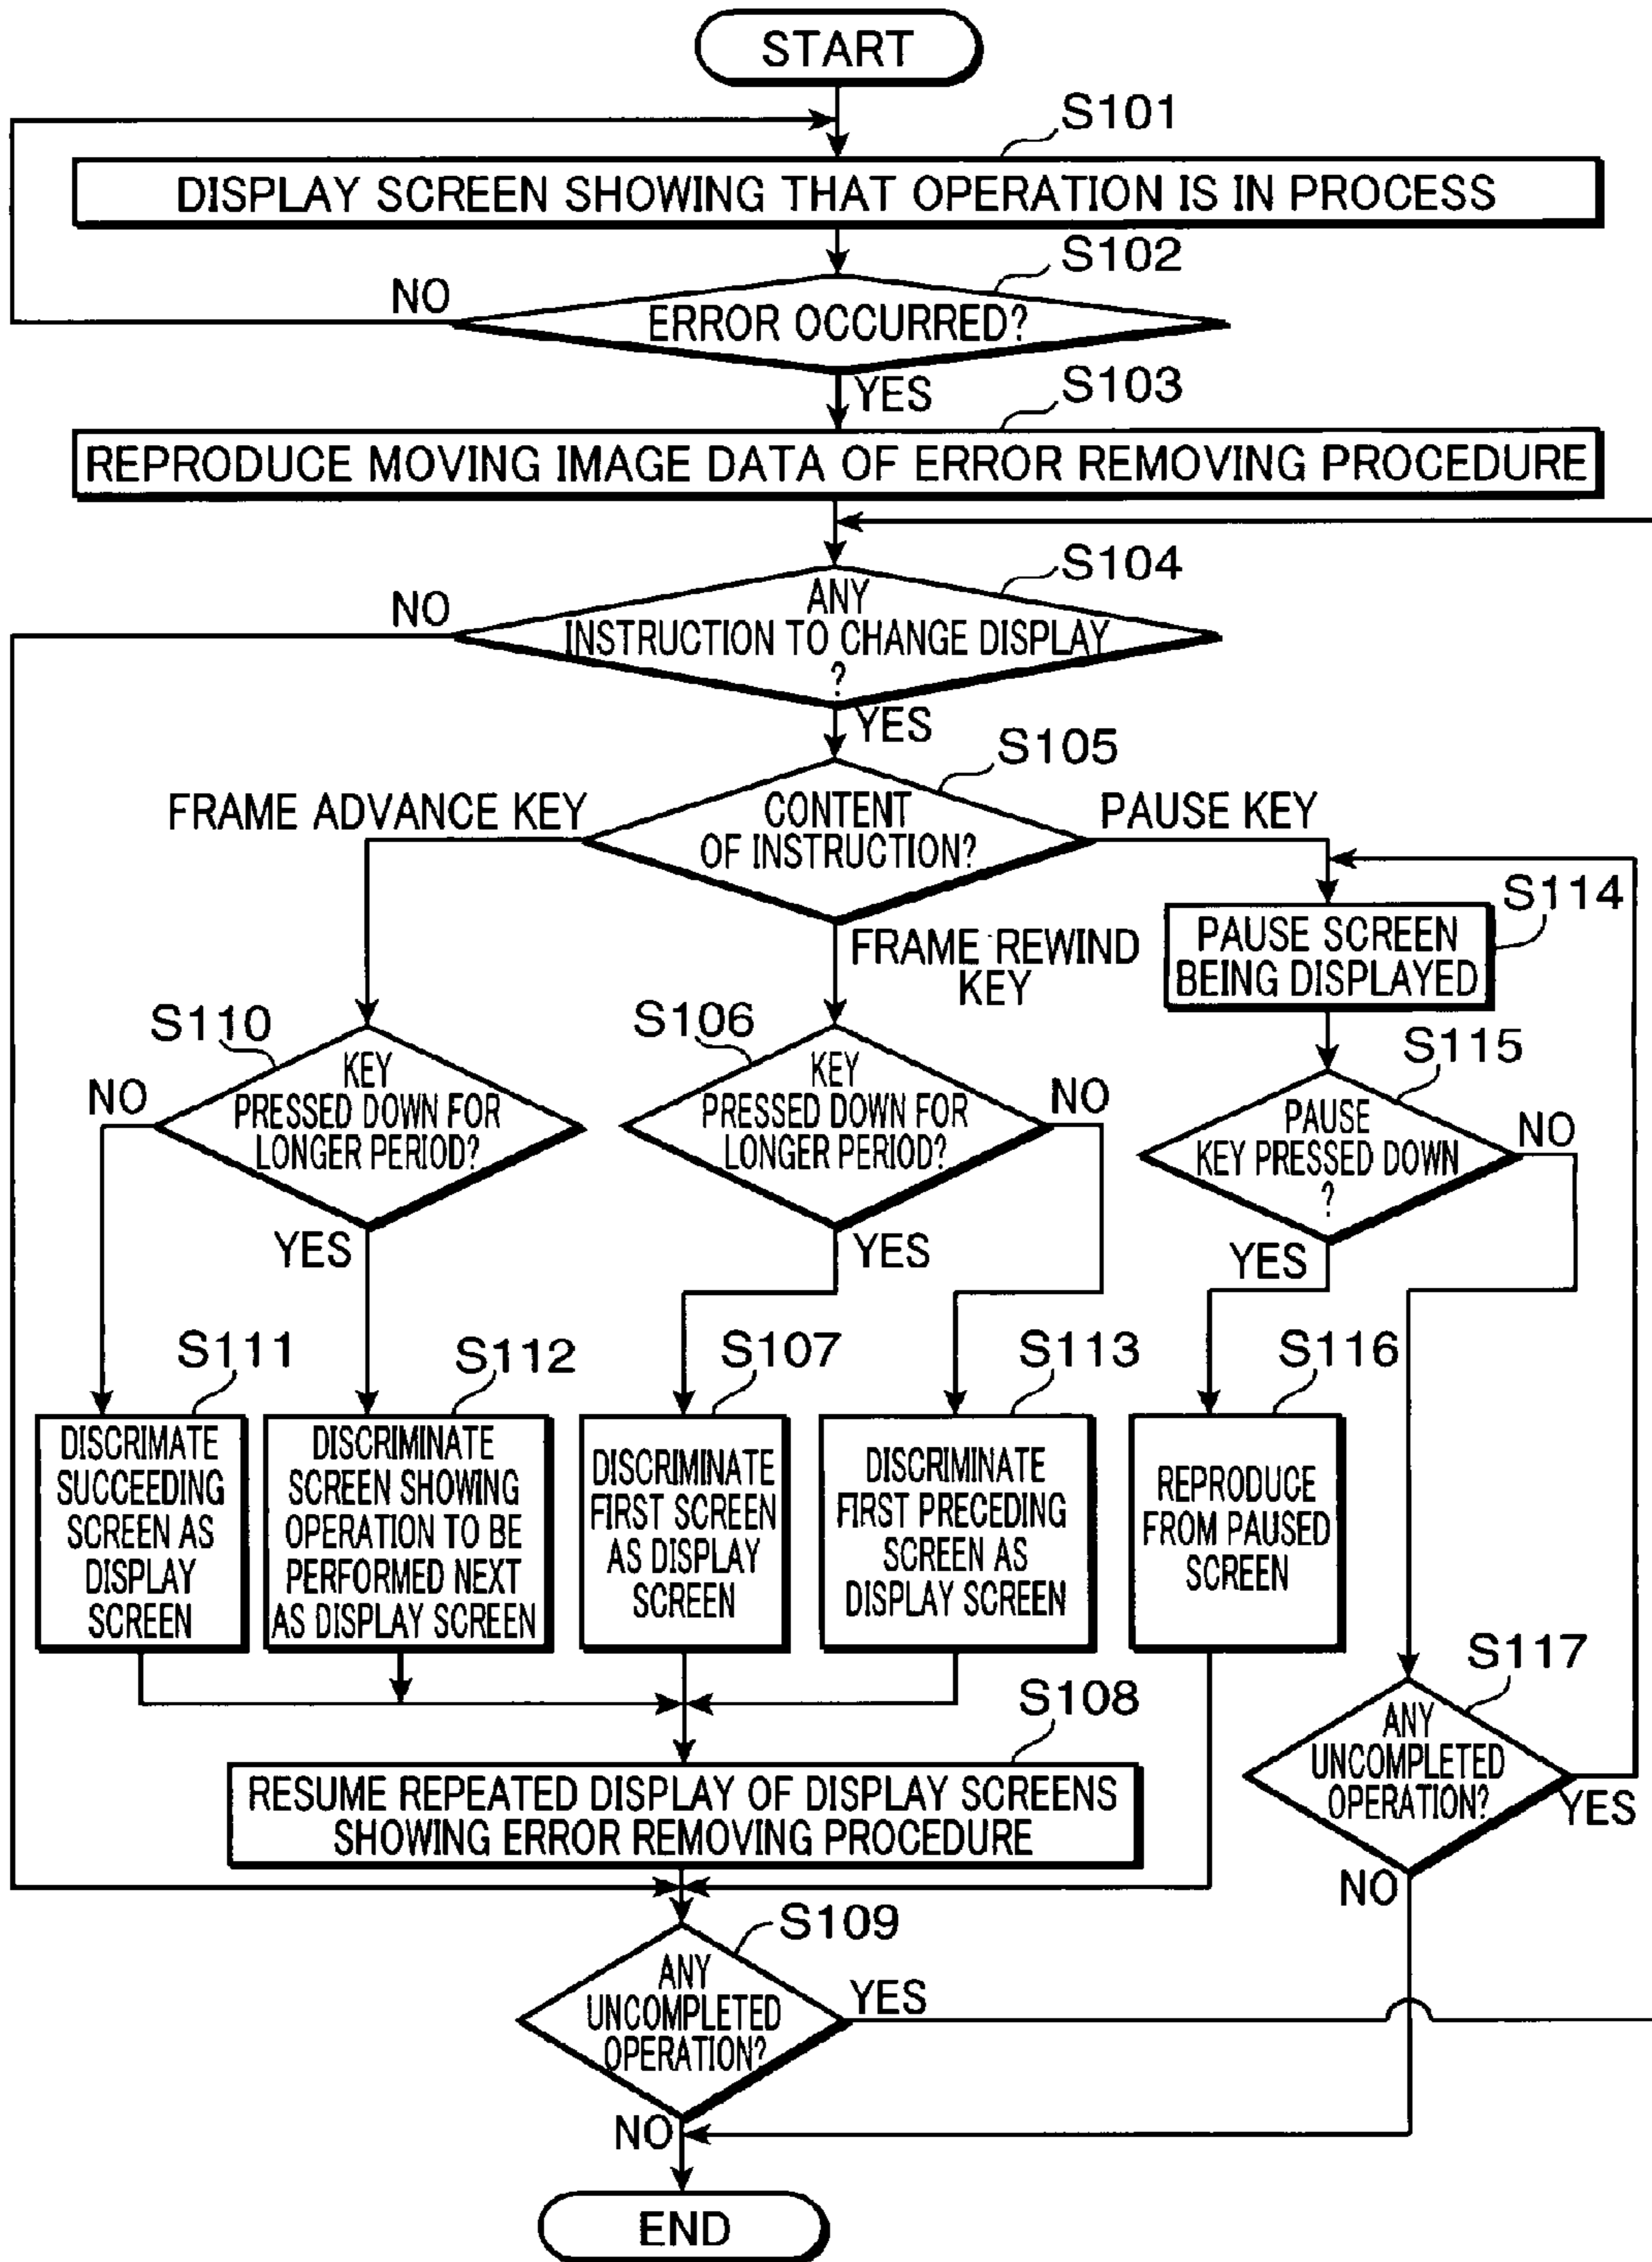 START
S101
DISPLAY SCREEN SHOWING THAT OPERATION IS IN PROCESS
S102
NO
ERROR OCCURRED?
YES
S103
REPRODUCE MOVING IMAGE DATA OF ERROR REMOVING PROCEDURE
S104
NO
ANY
INSTRUCTION TO CHANGE DISPLAY
?
YES
S105
FRAME ADVANCE KEY
CONTENT
OF INSTRUCTION?
PAUSE KEY
S114
PAUSE SCREEN
BEING DISPLAYED
FRAME REWIND
KEY
S110
KEY
PRESSED DOWN FOR
LONGER PERIOD?
NO
YES
S106
KEY
PRESSED DOWN FOR
LONGER PERIOD?
NO
YES
S115
PAUSE
KEY PRESSED DOWN
?
NO
YES
S111
DISCRIMATE
SUCCEEDING
SCREEN AS
DISPLAY
SCREEN
S112
DISCRIMINATE
SCREEN SHOWING
OPERATION TO BE
PERFORMED NEXT
AS DISPLAY SCREEN
S107
DISCRIMINATE
FIRST SCREEN
AS DISPLAY
SCREEN
S113
DISCRIMINATE
FIRST PRECEDING
SCREEN AS
DISPLAY SCREEN
S116
REPRODUCE
FROM PAUSED
SCREEN
S117
ANY
UNCOMPLETED
OPERATION?
YES
NO
S108
RESUME REPEATED DISPLAY OF DISPLAY SCREENS
SHOWING ERROR REMOVING PROCEDURE
S109
ANY
UNCOMPLETED
OPERATION?
YES
NO
END